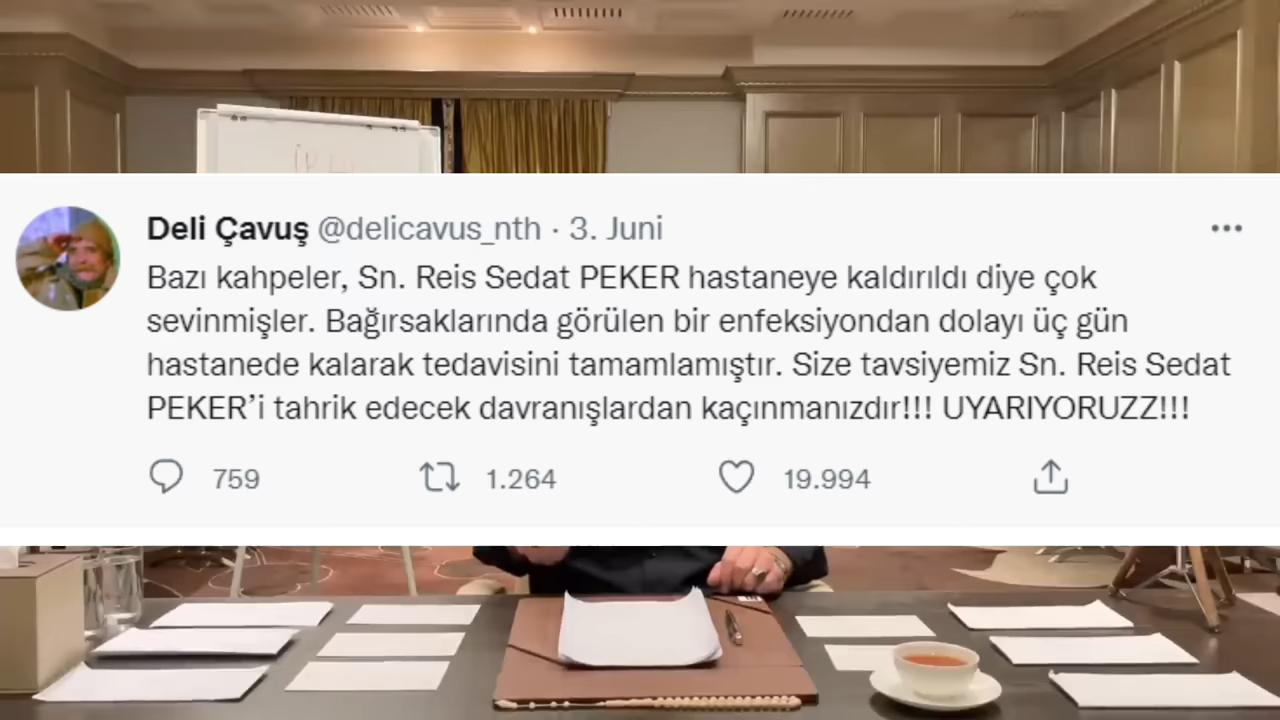 Deli Çavuş @delicavus_nth · 3. Juni
Bazı kahpeler, Sn. Reis Sedat PEKER hastaneye kaldırıldı diye çok
sevinmişler. Bağırsaklarında görülen bir enfeksiyondan dolayı üç gün
hastanede kalarak tedavisini tamamlamıştır. Size tavsiyemiz Sn. Reis Sedat
PEKER’i tahrik edecek davranışlardan kaçınmanızdır!!! UYARIYORUZZ!!!
759 1.264 19.994